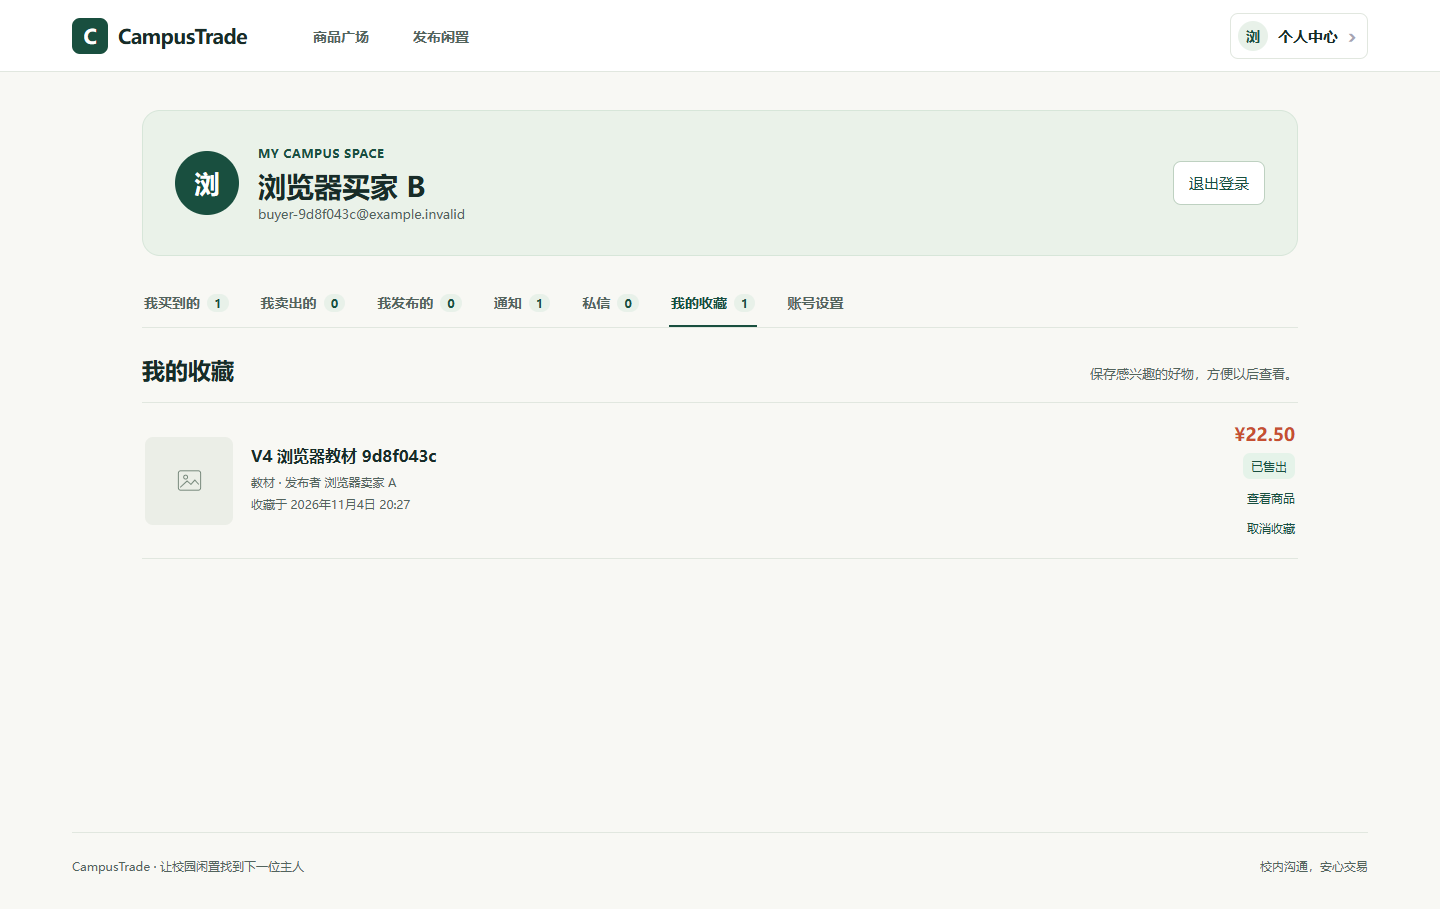 C CampusTrade 商品广场 发布闲置 浏 个人中心 ›
浏
MY CAMPUS SPACE
浏览器买家 B
buyer-9d8f043c@example.invalid
退出登录
我买到的 1 我卖出的 0 我发布的 0 通知 1 私信 0 我的收藏 1 账号设置
我的收藏
保存感兴趣的好物，方便以后查看。
V4 浏览器教材 9d8f043c
教材 · 发布者 浏览器卖家 A
收藏于 2026年11月4日 20:27
¥22.50
已售出
查看商品
取消收藏
CampusTrade · 让校园闲置找到下一位主人
校内沟通，安心交易